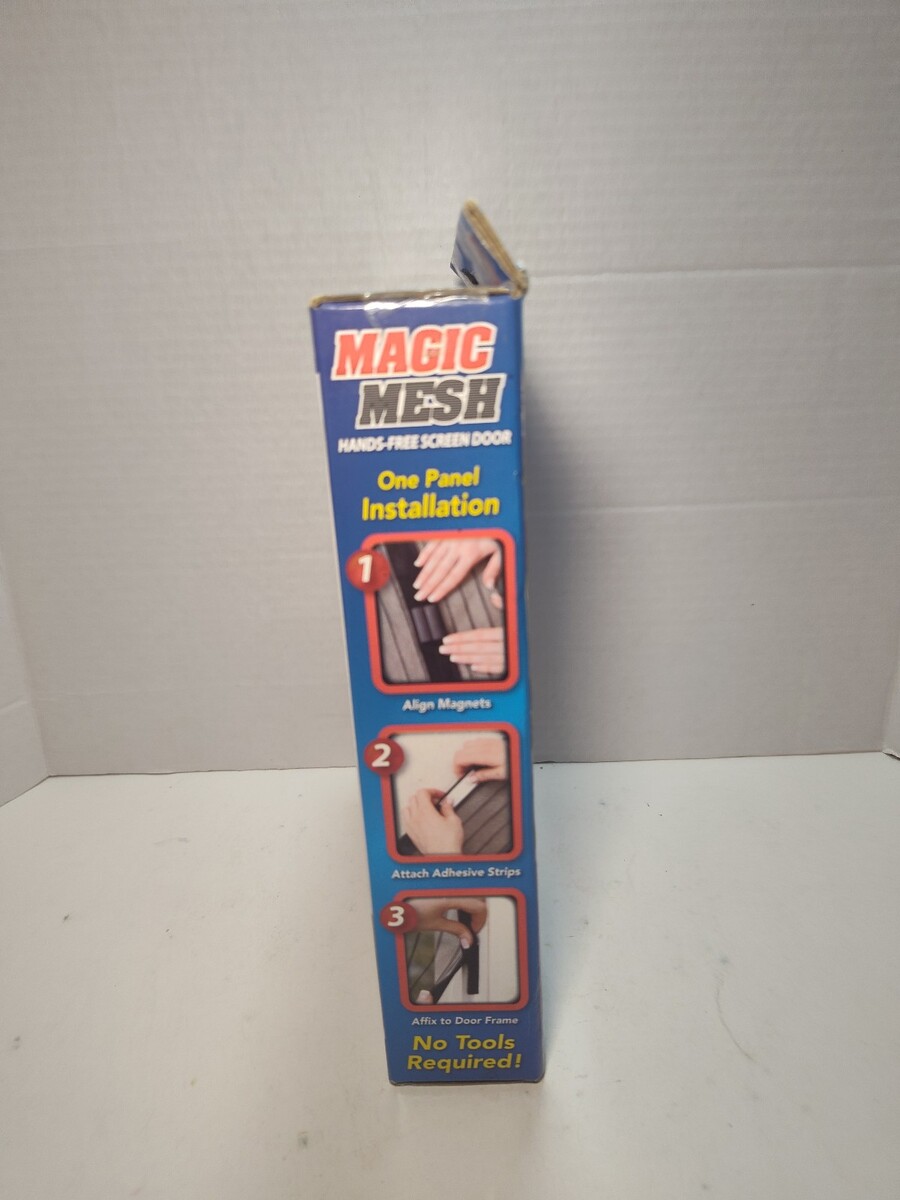 MAGIC
MESH
HANDS-FREE SCREEN DOOR
One Panel
Installation
1
Align Magnets
2
Attach Adhesive Strips
3
Affix to Door Frame
No Tools
Required!